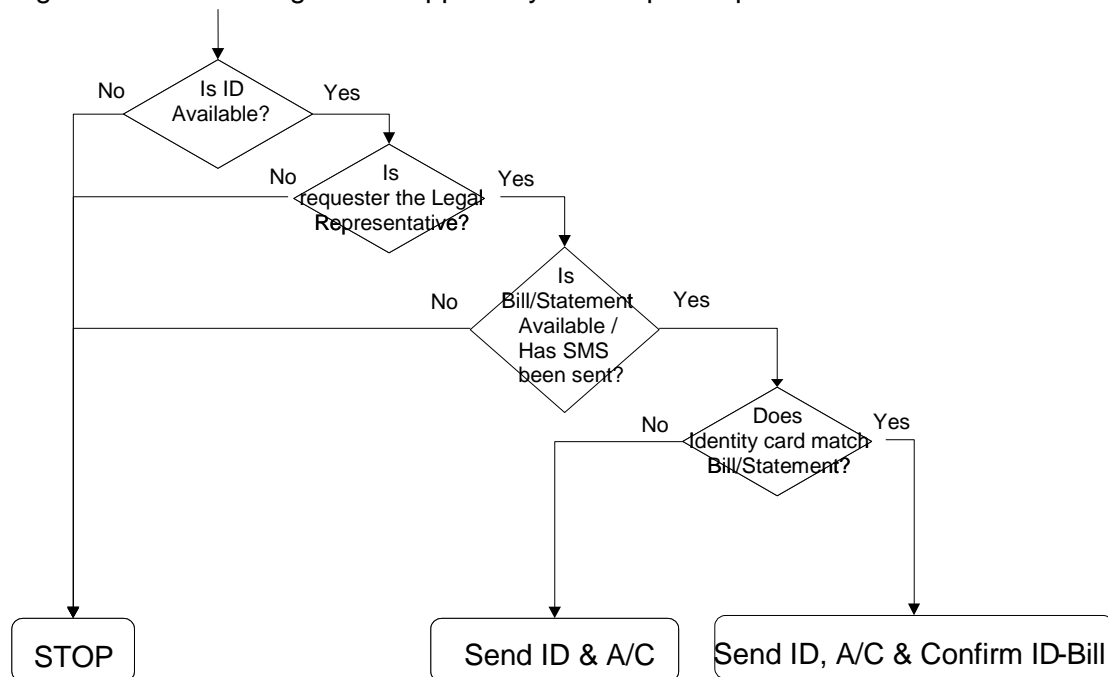 Is ID
Available?
No
Yes
Is
requester the Legal
Representative?
No
Yes
Is
Bill/Statement
Available /
Has SMS
been sent?
No
Yes
Does
Identity card match
Bill/Statement?
No
Yes
STOP
Send ID & A/C
Send ID, A/C & Confirm ID-Bill